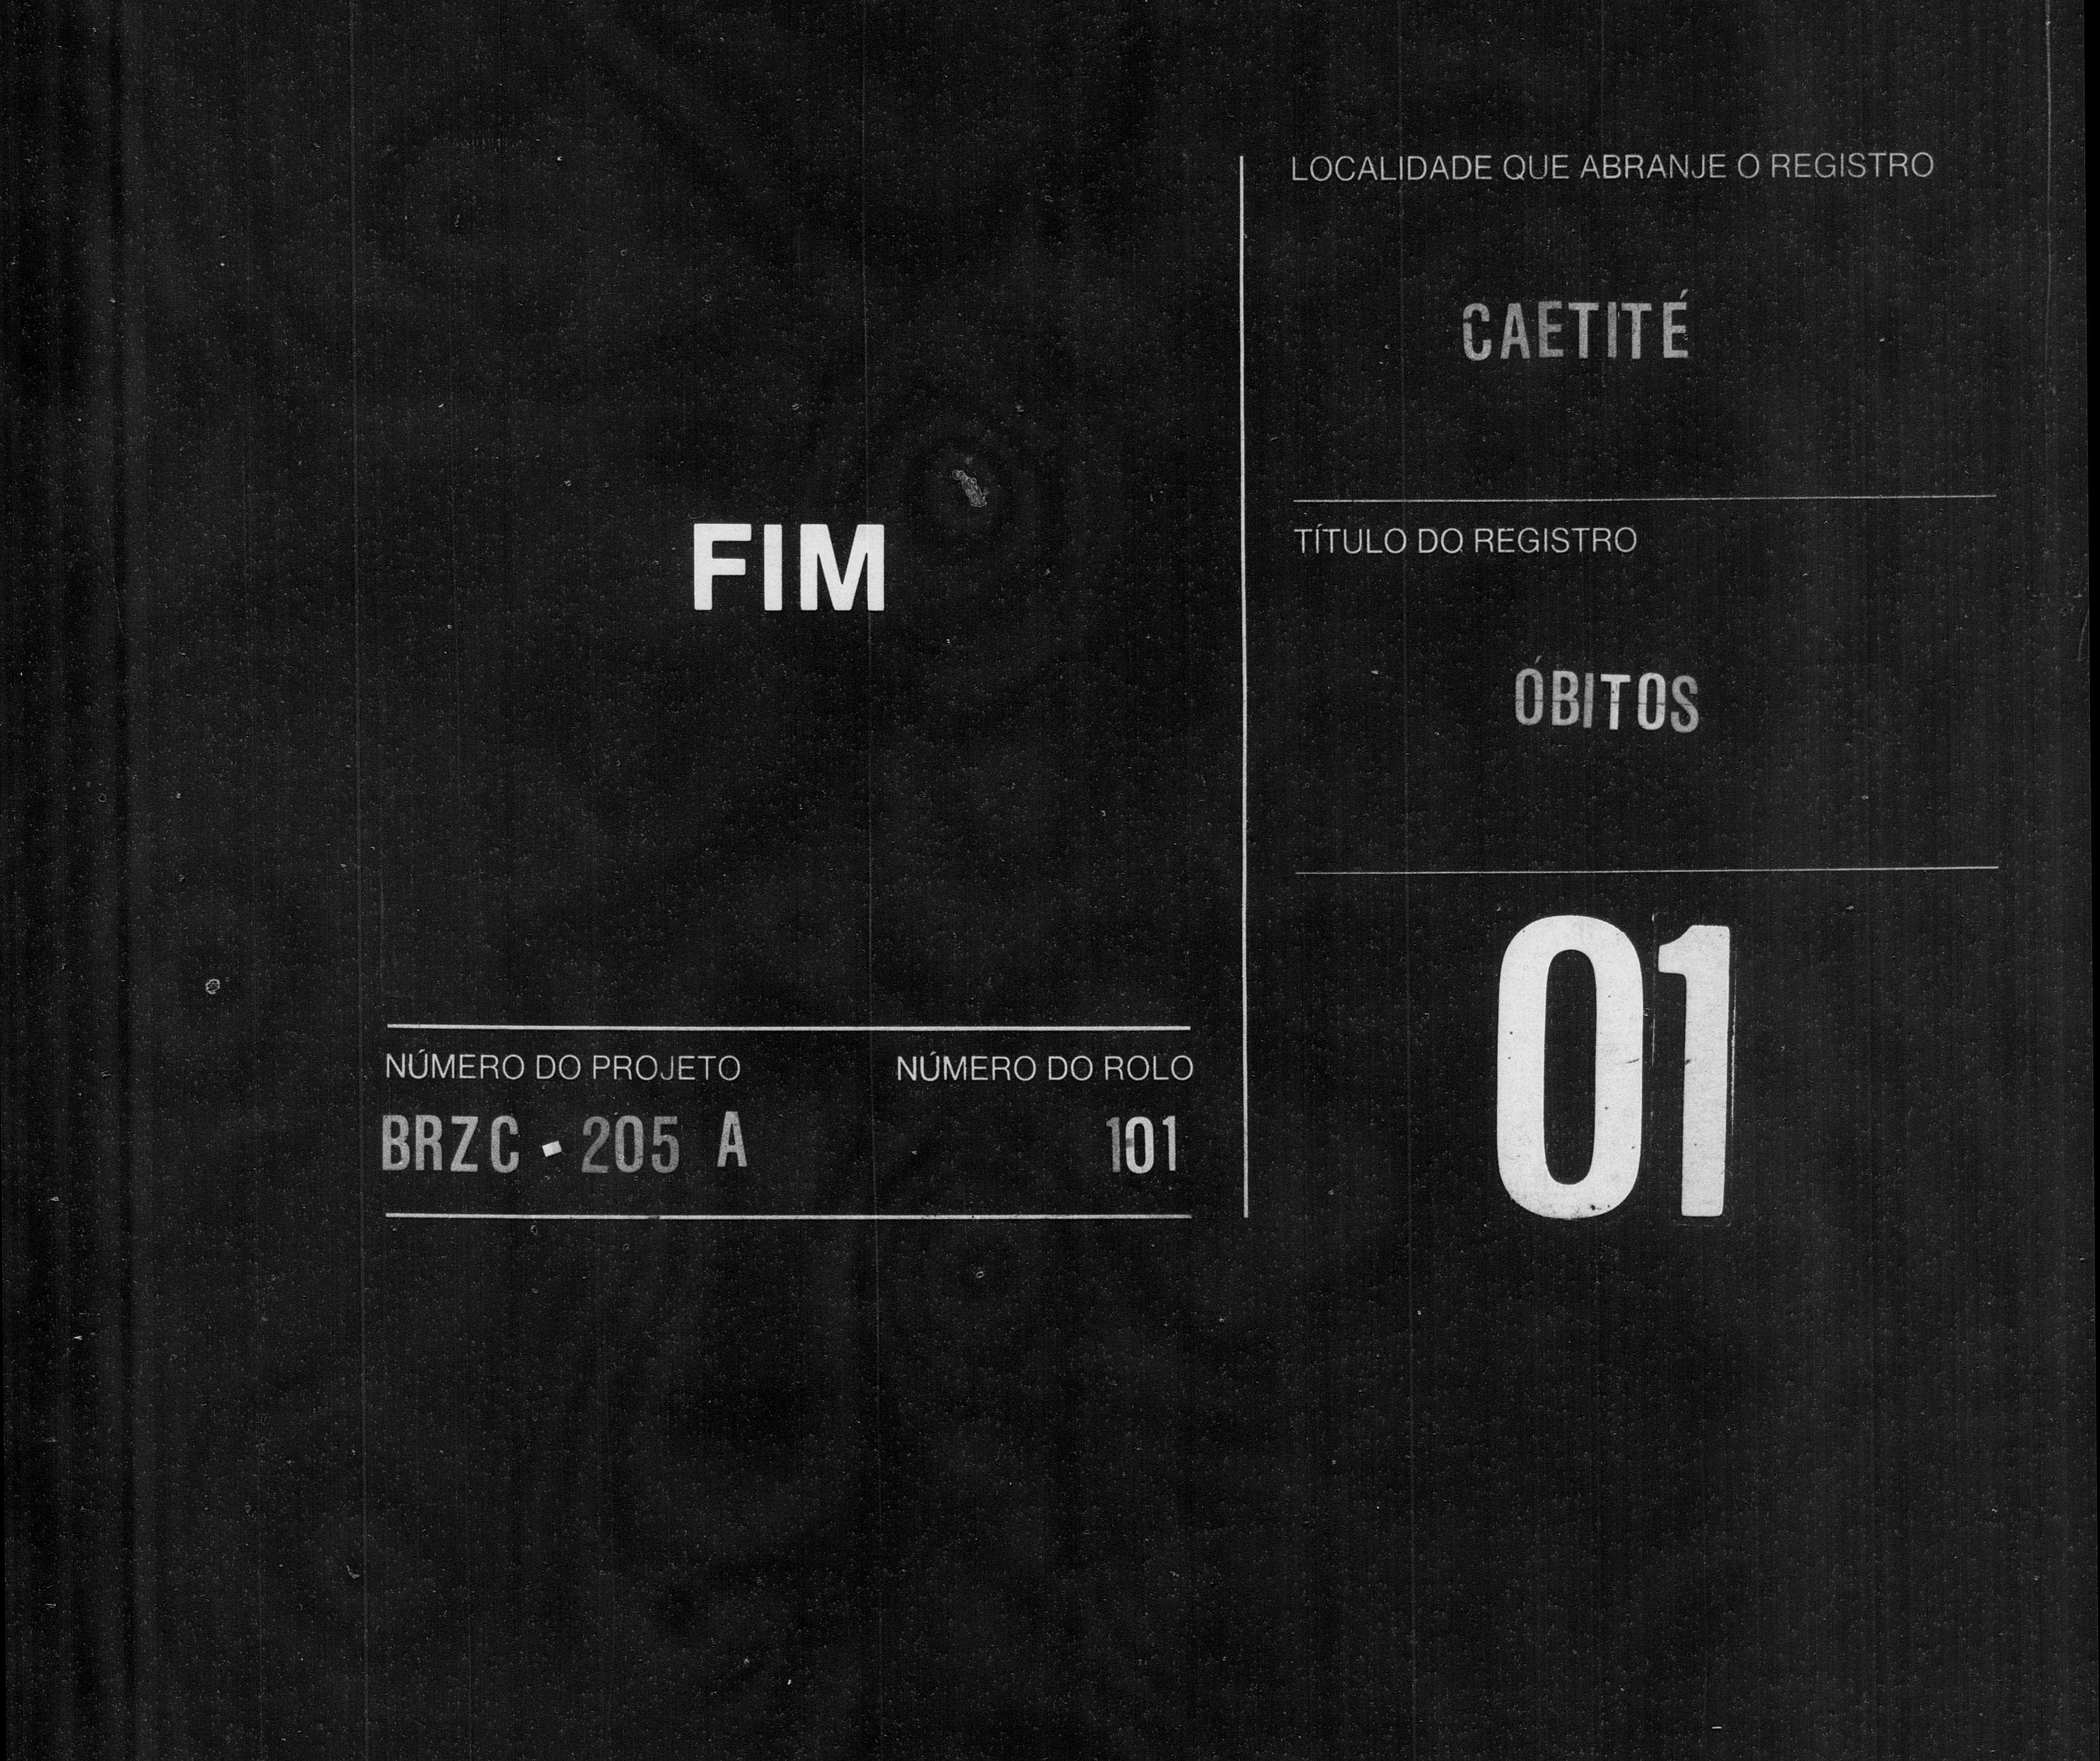 FIM
NÚMERO DO PROJETO
BRZC - 205 A
NÚMERO DO ROLO
101
LOCALIDADE QUE ABRANJE O REGISTRO
CAETITÉ
TÍTULO DO REGISTRO
ÓBITOS
01